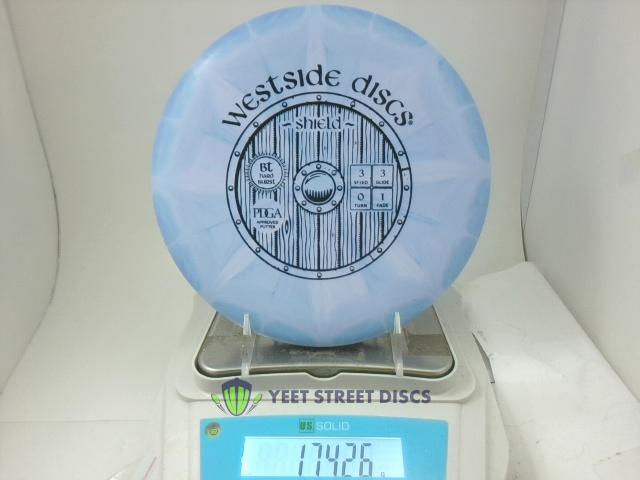 westside discs
~shield~
Bt
hard
Burst
3 3
SPEED GLIDE
0 1
TURN FADE
PDGA
APPROVED
PUTTER
YEET STREET DISCS
US SOLID
174.26 g